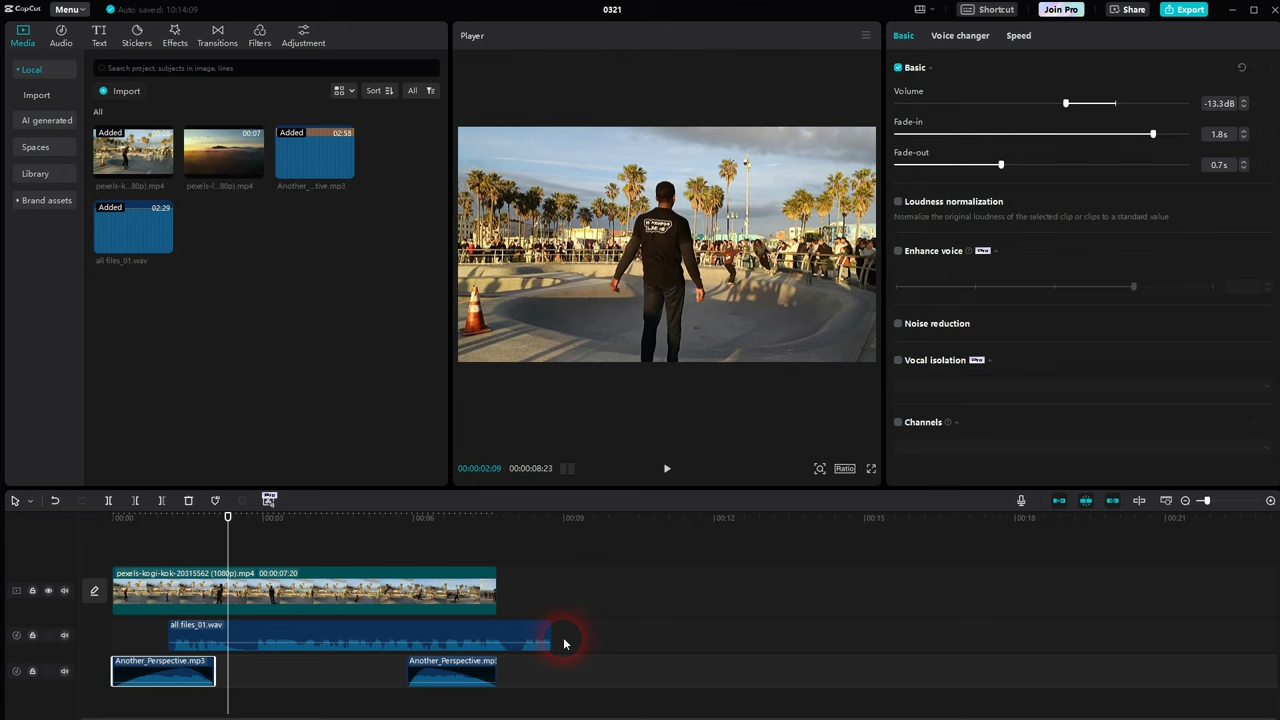 CapCut
Menu
Auto saved: 10:14:09
0321
Shortcut
Join Pro
Share
Export
Media
Audio
Text
Stickers
Effects
Transitions
Filters
Adjustment
Local
Import
AI generated
Spaces
Library
Brand assets
Search project, subjects in image, lines
Import
Sort
All
All
Added
00:07
Added 02:58
pexels-k...80p).mp4
pexels-l...80p).mp4
Another_...tive.mp3
Added 02:29
all files_01.wav
Player
00:00:02:09
00:00:08:23
Ratio
Basic
Voice changer
Speed
Basic
Volume
-13.3dB
Fade-in
1.8s
Fade-out
0.7s
Loudness normalization
Normalize the original loudness of the selected clip or clips to a standard value
Enhance voice
Pro
Noise reduction
Vocal isolation
Pro
Channels
Pro
00:00
00:03
00:06
00:09
00:12
00:15
00:18
00:21
pexels-kogi-kok-20315562 (1080p).mp4 00:00:07:20
all files_01.wav
Another_Perspective.mp3
Another_Perspective.mp3